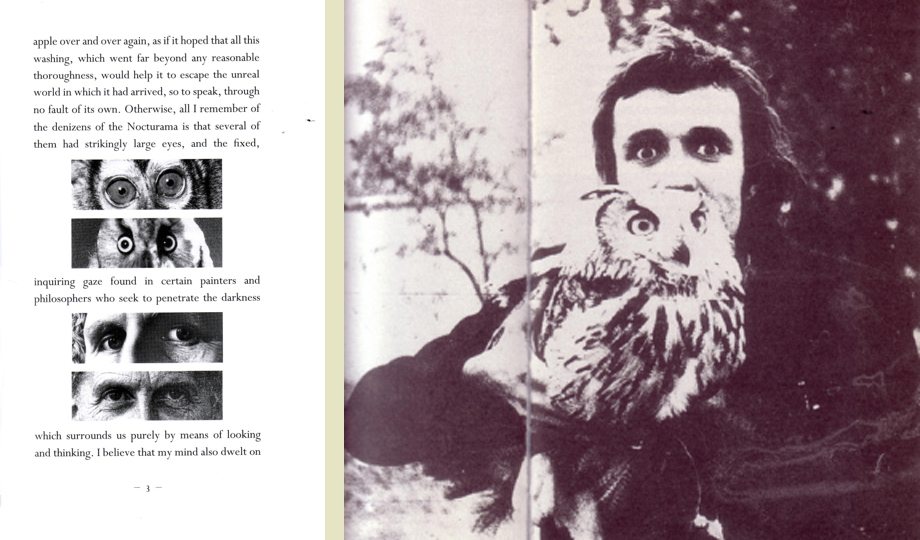 apple over and over again, as if it hoped that all this
washing, which went far beyond any reasonable
thoroughness, would help it to escape the unreal
world in which it had arrived, so to speak, through
no fault of its own. Otherwise, all I remember of
the denizens of the Nocturama is that several of
them had strikingly large eyes, and the fixed,
inquiring gaze found in certain painters and
philosophers who seek to penetrate the darkness
which surrounds us purely by means of looking
and thinking. I believe that my mind also dwelt on
– 3 –